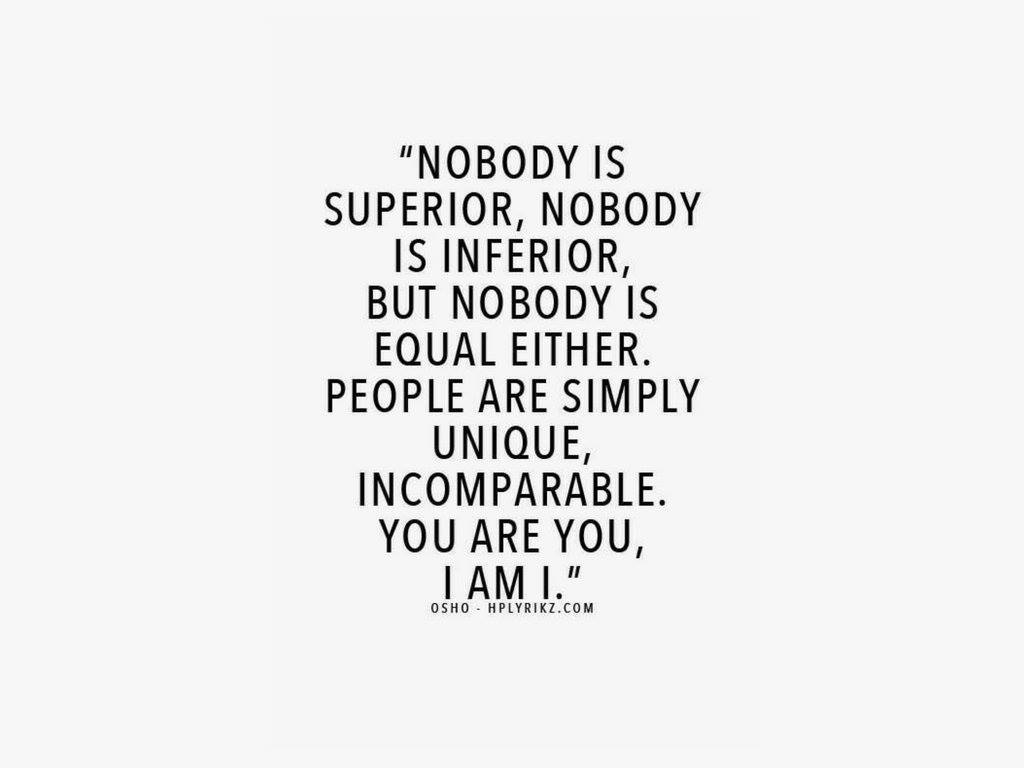 “NOBODY IS
SUPERIOR, NOBODY
IS INFERIOR,
BUT NOBODY IS
EQUAL EITHER.
PEOPLE ARE SIMPLY
UNIQUE,
INCOMPARABLE.
YOU ARE YOU,
I AM I.”
OSHO - HPLYRIKZ.COM